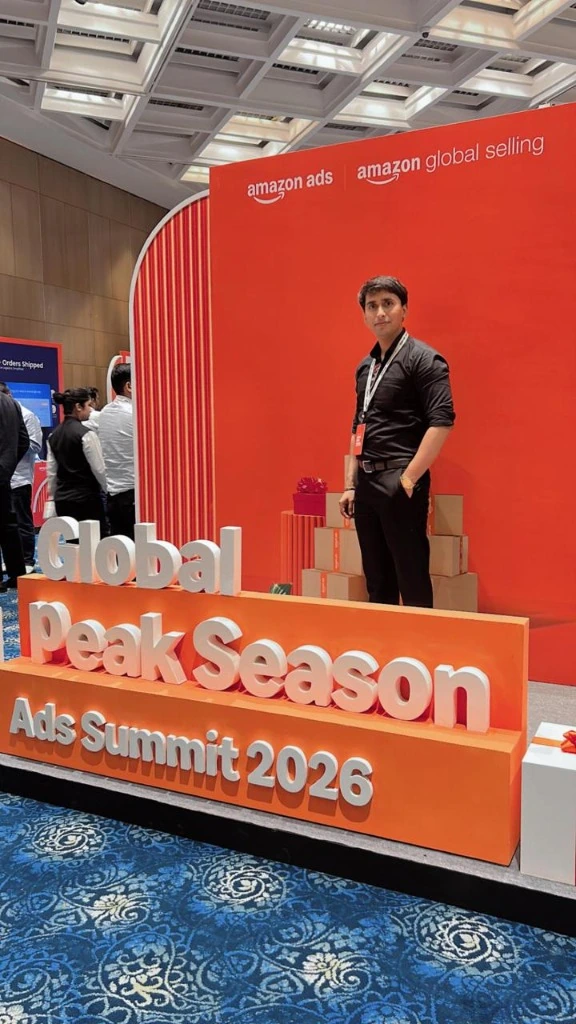 amazon ads | amazon global selling
Orders Shipped
Global
Peak Season
Ads Summit 2026